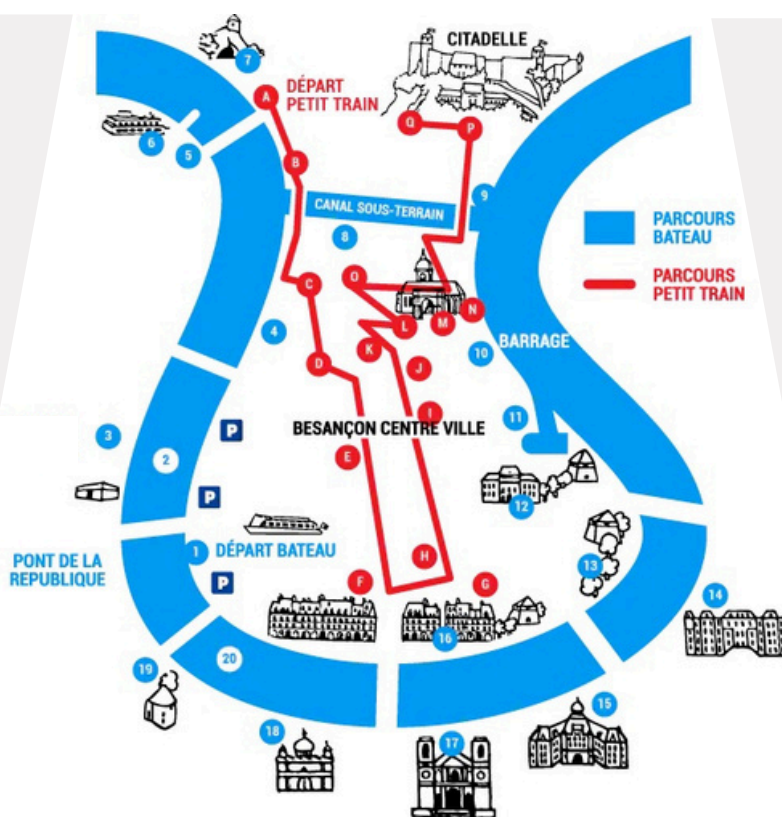 CITADELLE
7
A
DÉPART
PETIT TRAIN
Q
P
6
5
B
9
CANAL SOUS-TERRAIN
PARCOURS
BATEAU
8
O
C
PARCOURS
PETIT TRAIN
N
M
L
4
BARRAGE
K
10
D
J
I
11
BESANÇON CENTRE VILLE
3
P
2
E
12
P
1
DÉPART BATEAU
PONT DE LA
REPUBLIQUE
H
13
P
F
G
14
16
20
19
15
18
17